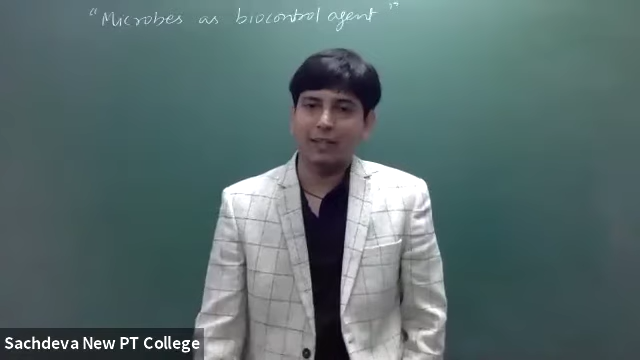 "Microbes as biocontrol agent"
Sachdeva New PT College